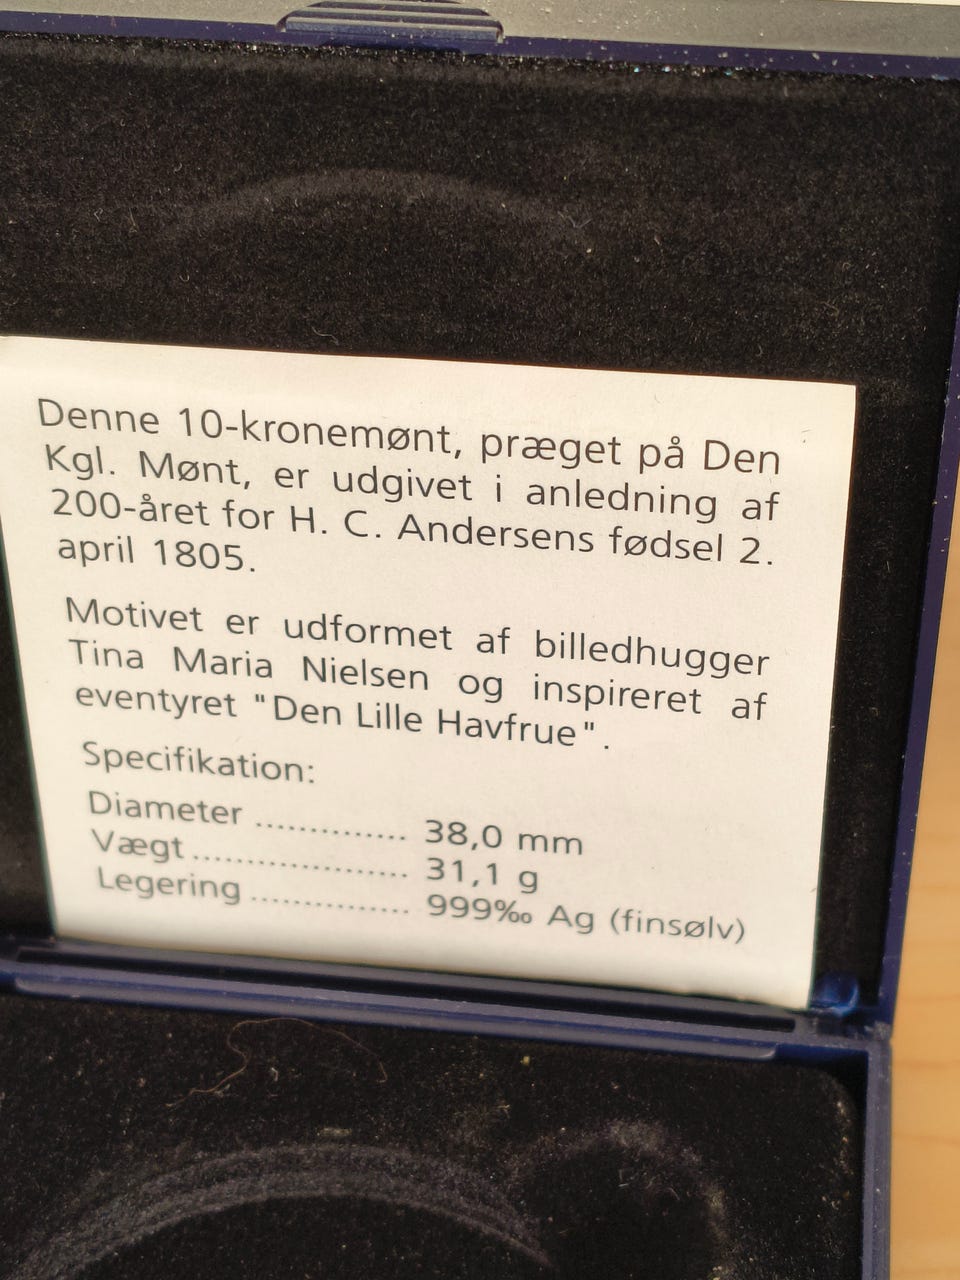 Denne 10-kronemønt, præget på Den
Kgl. Mønt, er udgivet i anledning af
200-året for H. C. Andersens fødsel 2.
april 1805.
Motivet er udformet af billedhugger
Tina Maria Nielsen og inspireret af
eventyret "Den Lille Havfrue".
Specifikation:
Diameter .............. 38,0 mm
Vægt .................... 31,1 g
Legering ............... 999‰ Ag (finsølv)